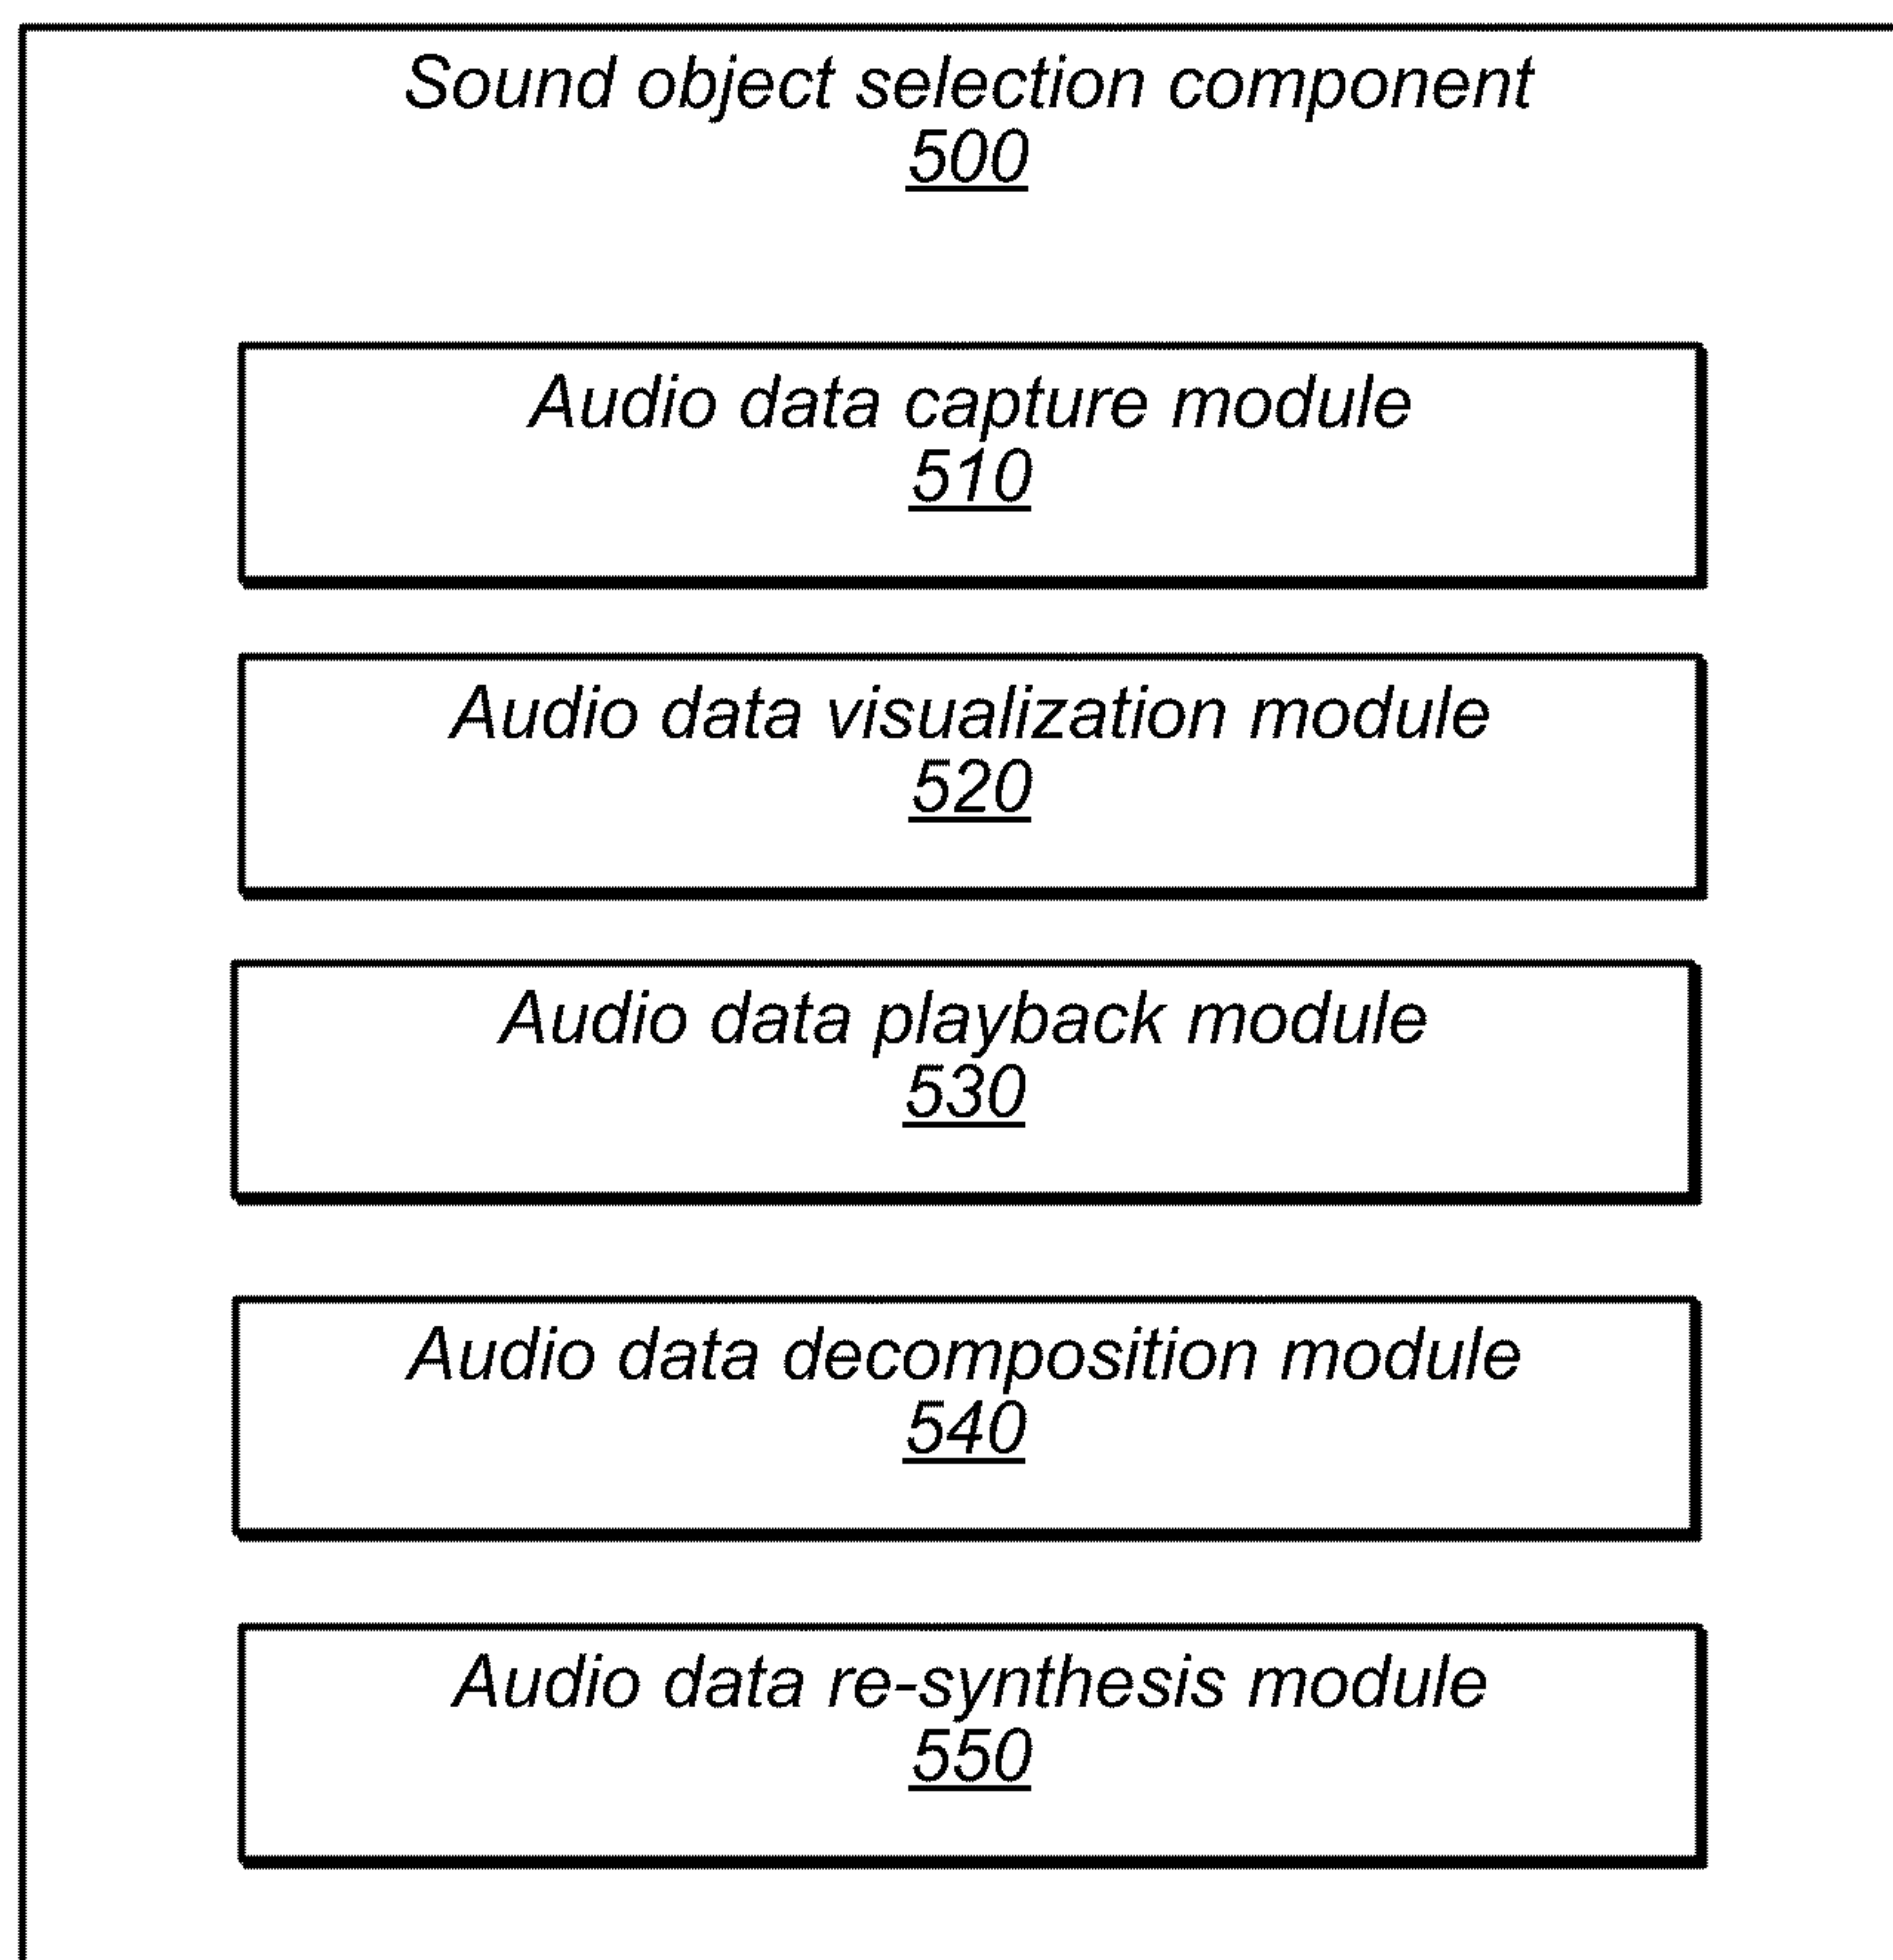 Sound object selection component
500
Audio data capture module
510
Audio data visualization module
520
Audio data playback module
530
Audio data decomposition module
540
Audio data re-synthesis module
550